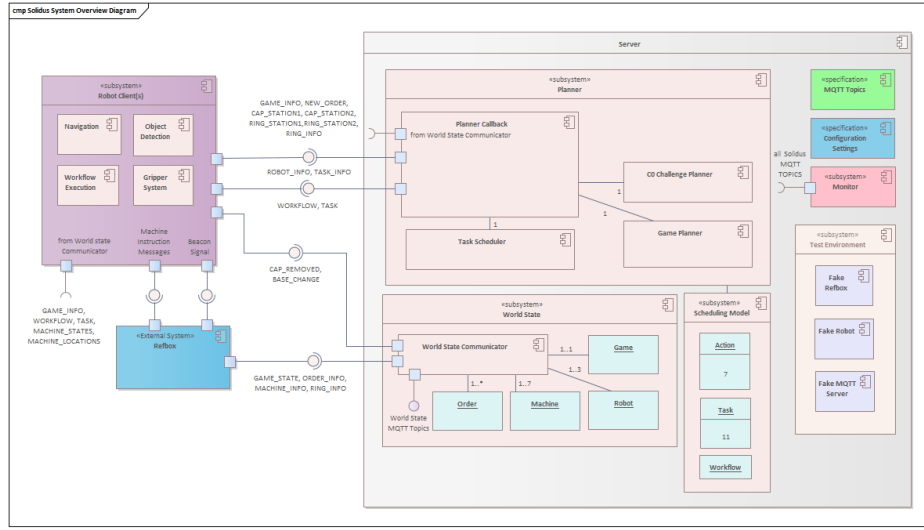 cmp Solidus System Overview Diagram
Server
«subsystem»
Robot Client(s)
Navigation
Object
Detection
Workflow
Execution
Gripper
System
from World state
Communicator
Machine
Instruction
Messages
Beacon
Signal
GAME_INFO,
WORKFLOW, TASK,
MACHINE_STATES,
MACHINE_LOCATIONS
«External System»
Refbox
GAME_INFO, NEW_ORDER,
CAP_STATION1, CAP_STATION2,
RING_STATION1,RING_STATION2,
RING_INFO
ROBOT_INFO, TASK_INFO
WORKFLOW, TASK
CAP_REMOVED,
BASE_CHANGE
GAME_STATE, ORDER_INFO,
MACHINE_INFO, RING_INFO
«subsystem»
Planner
Planner Callback
from World State Communicator
1
Task Scheduler
1
C0 Challenge Planner
1
Game Planner
«subsystem»
World State
World State Communicator
1..1
Game
1..3
Robot
1..*
Order
1..7
Machine
World State
MQTT Topics
«subsystem»
Scheduling Model
Action
7
Task
11
Workflow
«specification»
MQTT Topics
«specification»
Configuration
Settings
all Solidus
MQTT
TOPICS
«subsystem»
Monitor
«subsystem»
Test Environment
Fake
Refbox
Fake Robot
Fake MQTT
Server